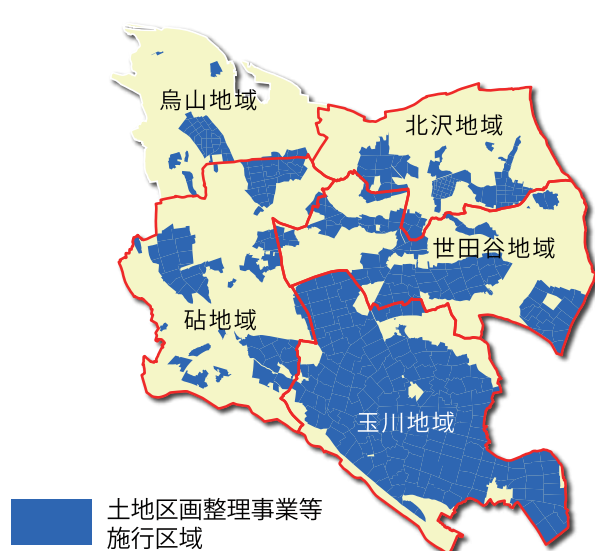 烏山地域
北沢地域
世田谷地域
砧地域
玉川地域
土地区画整理事業等
施行区域